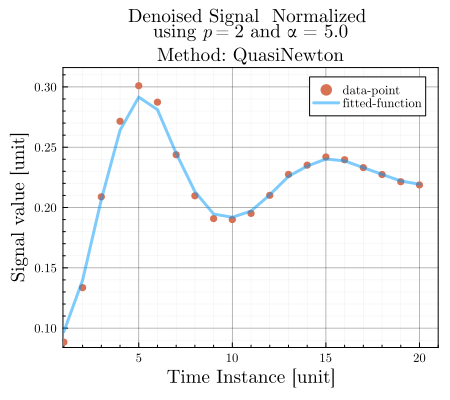 Denoised Signal Normalized
using p = 2 and α = 5.0
Method: QuasiNewton
data-point
fitted-function
Signal value [unit]
0.30
0.25
0.20
0.15
0.10
5
10
15
20
Time Instance [unit]